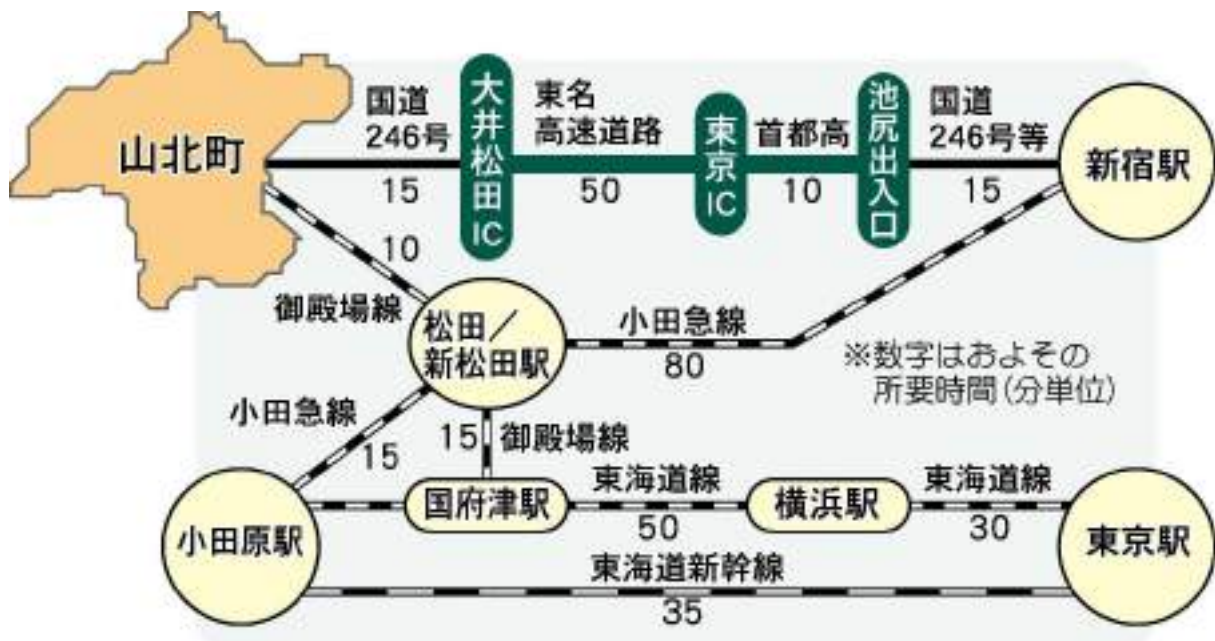 山北町
国道
246号
15
大井松田IC
東名
高速道路
50
東京IC
首都高
10
池尻出入口
国道
246号等
15
新宿駅
10
御殿場線
松田/
新松田駅
小田急線
80
※数字はおよその
所要時間(分単位)
小田急線
15
15
御殿場線
小田原駅
国府津駅
東海道線
50
横浜駅
東海道線
30
東京駅
東海道新幹線
35